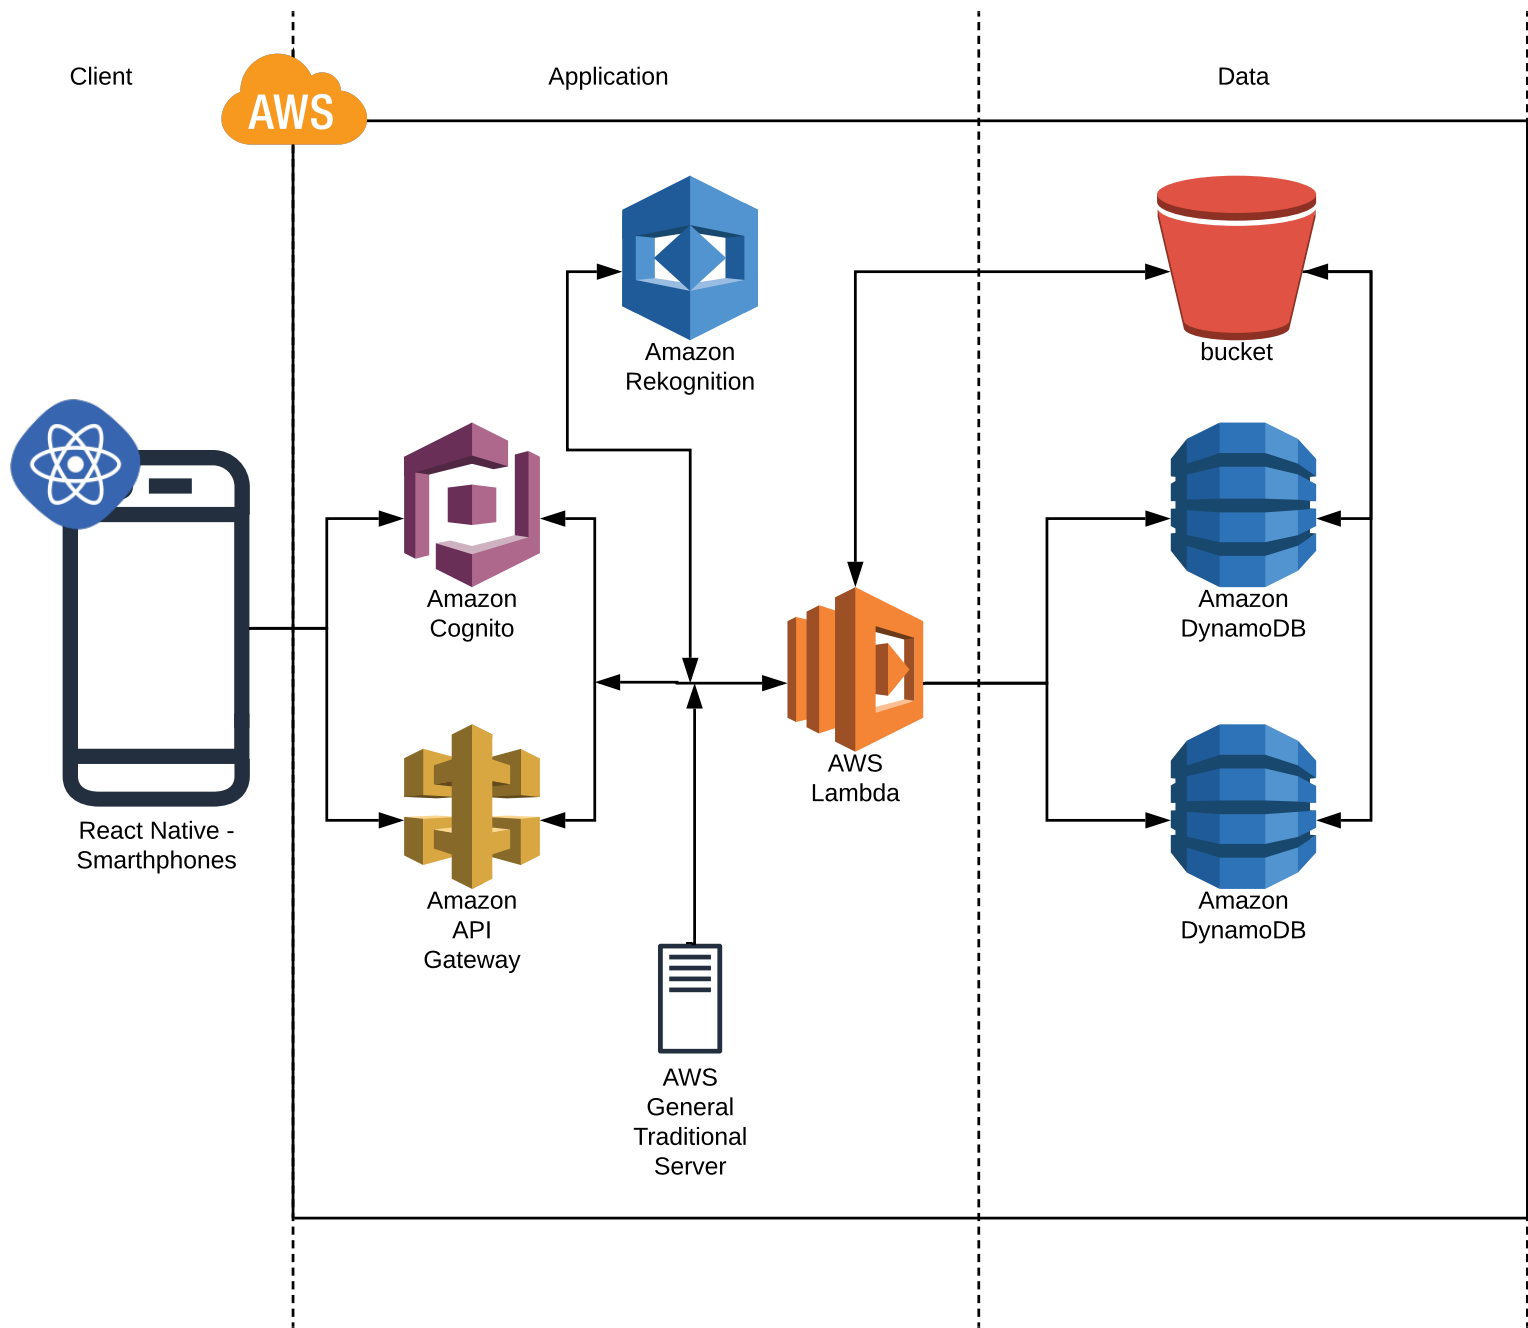 Client
Application
Data
AWS
Amazon
Rekognition
bucket
Amazon
Cognito
Amazon
DynamoDB
AWS
Lambda
React Native -
Smarthphones
Amazon
API
Gateway
Amazon
DynamoDB
AWS
General
Traditional
Server